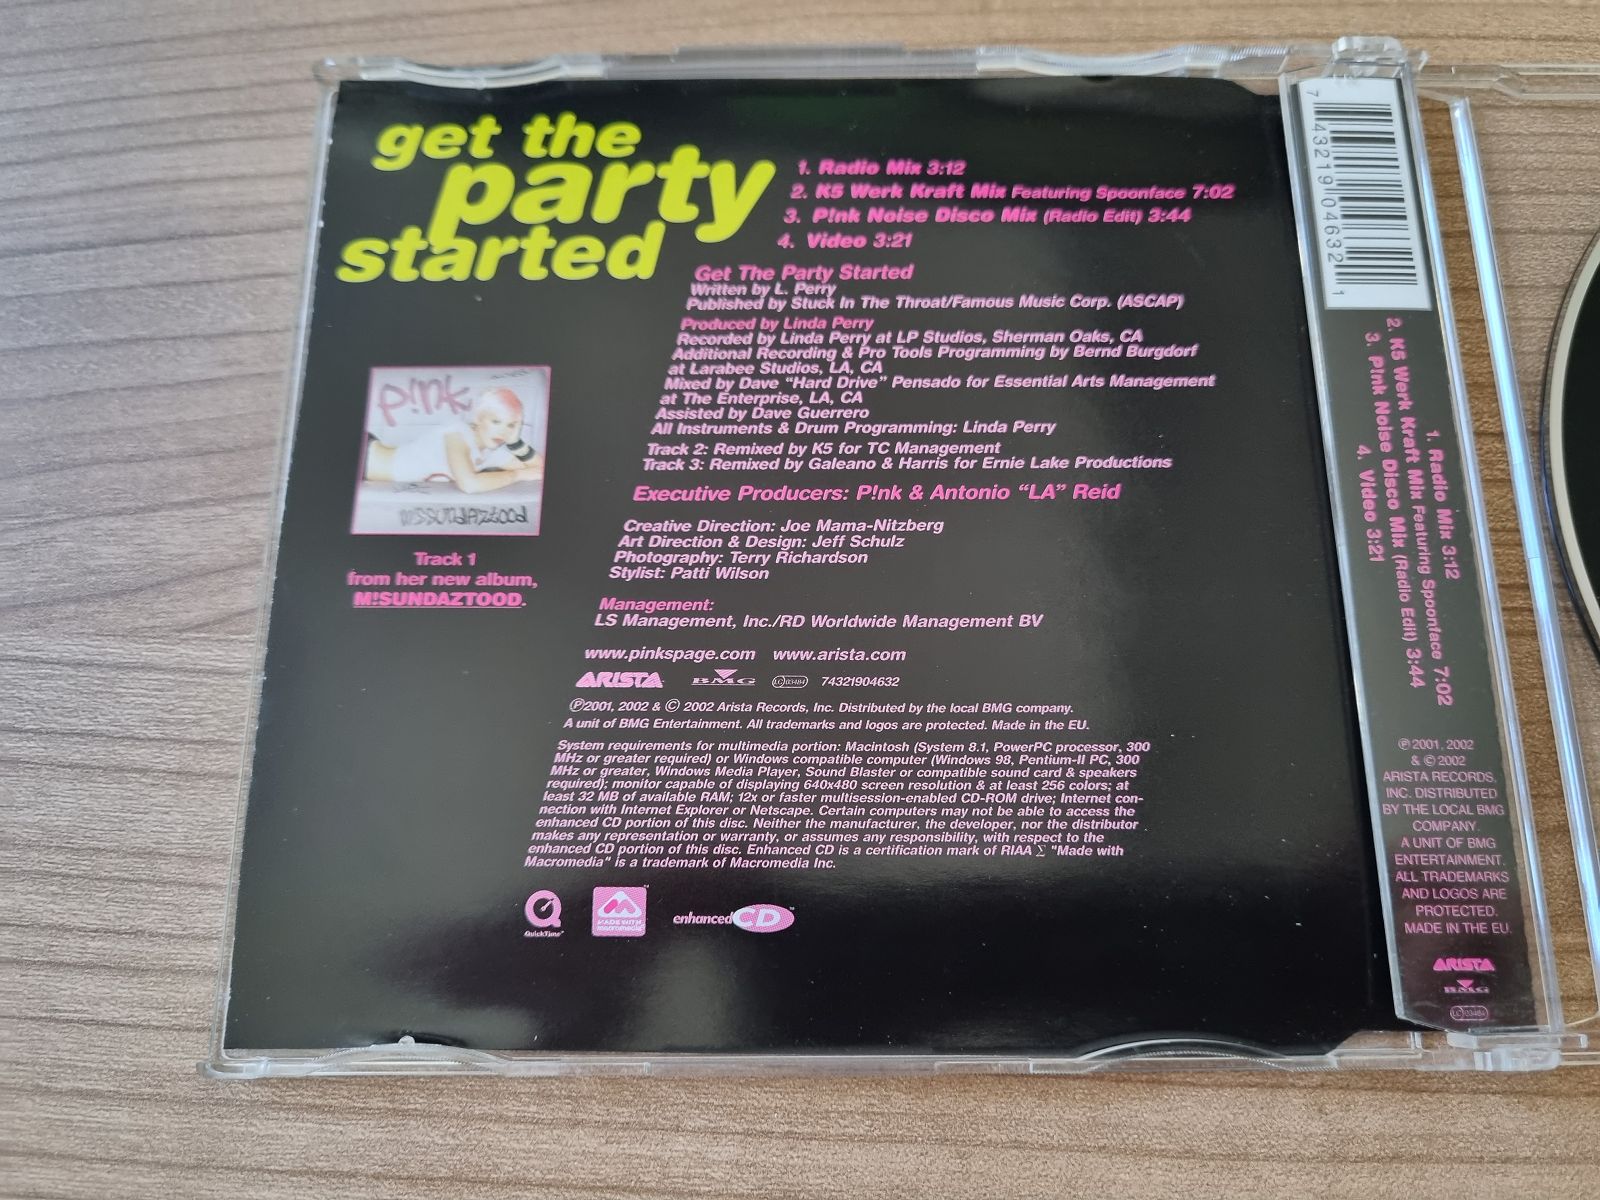 get the
party
started
1. Radio Mix 3:12
2. K5 Werk Kraft Mix Featuring Spoonface 7:02
3. P!nk Noise Disco Mix (Radio Edit) 3:44
4. Video 3:21
Get The Party Started
Written by L. Perry
Published by Stuck In The Throat/Famous Music Corp. (ASCAP)
Produced by Linda Perry
Recorded by Linda Perry at LP Studios, Sherman Oaks, CA
Additional Recording & Pro Tools Programming by Bernd Burgdorf
at Larabee Studios, LA, CA
Mixed by Dave “Hard Drive” Pensado for Essential Arts Management
at The Enterprise, LA, CA
Assisted by Dave Guerrero
All Instruments & Drum Programming: Linda Perry
Track 2: Remixed by K5 for TC Management
Track 3: Remixed by Galeano & Harris for Ernie Lake Productions
Executive Producers: P!nk & Antonio “LA” Reid
Creative Direction: Joe Mama-Nitzberg
Art Direction & Design: Jeff Schulz
Photography: Terry Richardson
Stylist: Patti Wilson
Management:
LS Management, Inc./RD Worldwide Management BV
www.pinkspage.com www.arista.com
ARISTA BMG LC 03484 74321904632
℗2001, 2002 & © 2002 Arista Records, Inc. Distributed by the local BMG company.
A unit of BMG Entertainment. All trademarks and logos are protected. Made in the EU.
System requirements for multimedia portion: Macintosh (System 8.1, PowerPC processor, 300
MHz or greater required) or Windows compatible computer (Windows 98, Pentium-II PC, 300
MHz or greater, Windows Media Player, Sound Blaster or compatible sound card & speakers
required); monitor capable of displaying 640x480 screen resolution & at least 256 colors; at
least 32 MB of available RAM; 12x or faster multisession-enabled CD-ROM drive; Internet con-
nection with Internet Explorer or Netscape. Certain computers may not be able to access the
enhanced CD portion of this disc. Neither the manufacturer, the developer, nor the distributor
makes any representation or warranty, or assumes any responsibility, with respect to the
enhanced CD portion of this disc. Enhanced CD is a certification mark of RIAA ∑ "Made with
Macromedia" is a trademark of Macromedia Inc.
QuickTime™
MADE WITH
macromedia™
enhanced CD™
P!nk
m!ssundaztood
Track 1
from her new album,
M!SUNDAZTOOD.
7 43219 04632 1
1. Radio Mix 3:12
2. K5 Werk Kraft Mix Featuring Spoonface 7:02
3. P!nk Noise Disco Mix (Radio Edit) 3:44
4. Video 3:21
℗ 2001, 2002
& © 2002
ARISTA RECORDS,
INC. DISTRIBUTED
BY THE LOCAL BMG
COMPANY.
A UNIT OF BMG
ENTERTAINMENT.
ALL TRADEMARKS
AND LOGOS ARE
PROTECTED.
MADE IN THE EU.
ARISTA
BMG
LC 03484